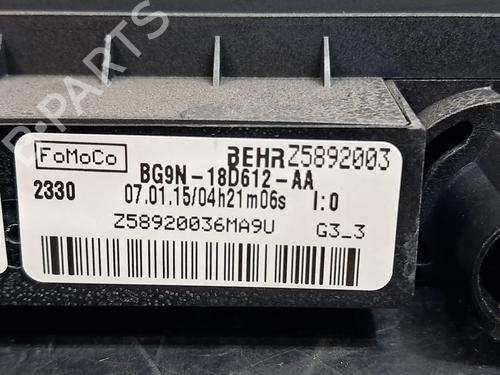 FoMoCo BEHR Z5892003
BG9N-18D612-AA
2330 07.01.15/04h21m06s I:0
Z58920036MA9U G3_3
B-PARTS